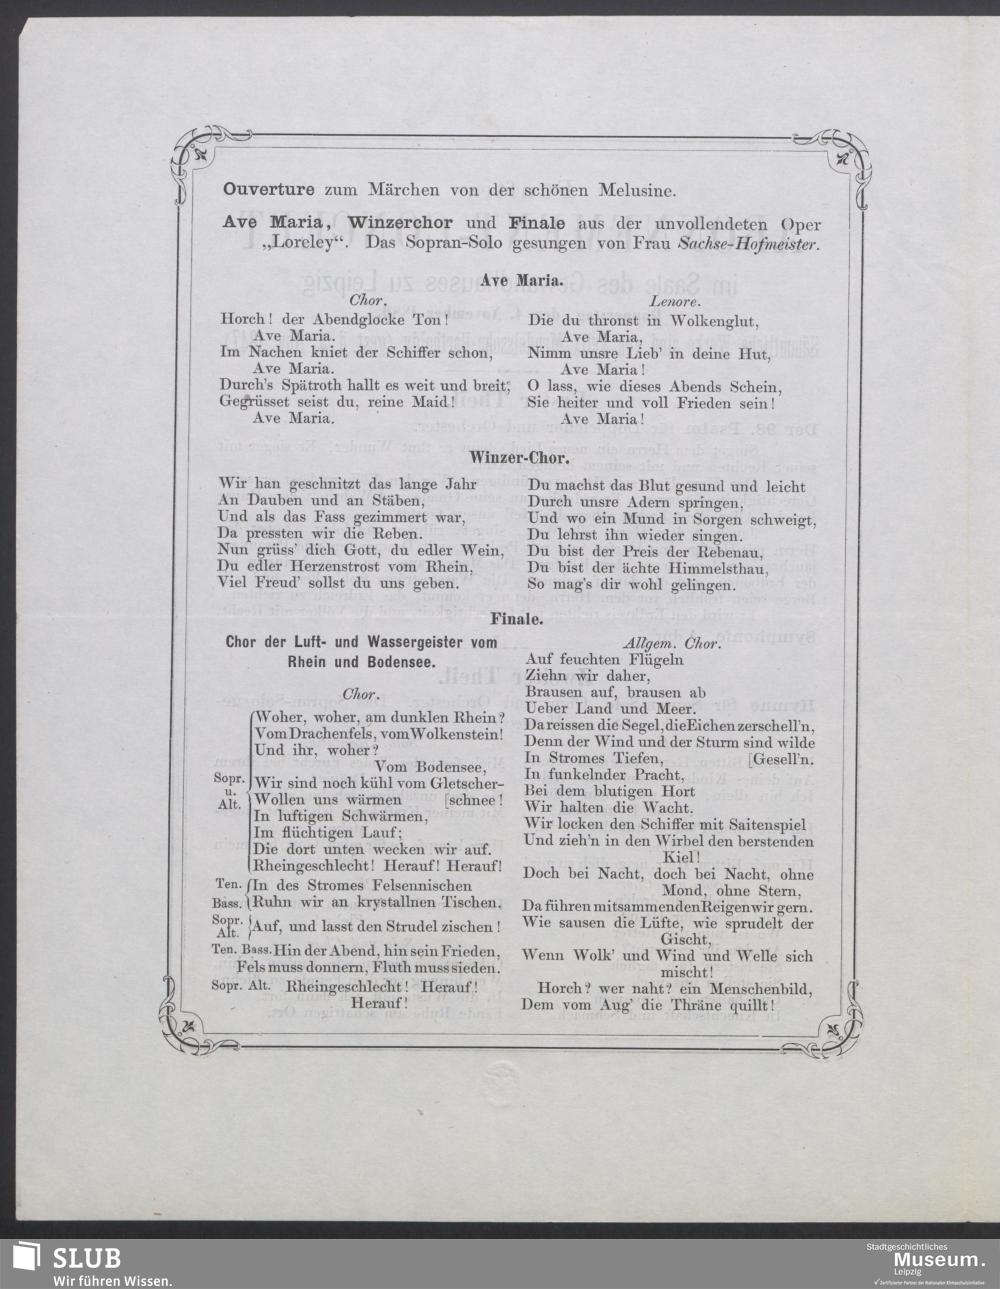 Ouverture zum Märchen von der schönen Melusine.
Ave Maria, Winzerchor und Finale aus der unvollendeten Oper
„Loreley“. Das Sopran-Solo gesungen von Frau Sachse-Hofmeister.
Ave Maria.
Chor.
Horch! der Abendglocke Ton!
Ave Maria.
Im Nachen kniet der Schiffer schon,
Ave Maria.
Durch's Spätroth hallt es weit und breit;
Gegrüsset seist du, reine Maid!
Ave Maria.
Lenore.
Die du thronst in Wolkenglut,
Ave Maria,
Nimm unsre Lieb' in deine Hut,
Ave Maria!
O lass, wie dieses Abends Schein,
Sie heiter und voll Frieden sein!
Ave Maria!
Winzer-Chor.
Wir han geschnitzt das lange Jahr
An Dauben und an Stäben,
Und als das Fass gezimmert war,
Da pressten wir die Reben.
Nun grüss' dich Gott, du edler Wein,
Du edler Herzenstrost vom Rhein,
Viel Freud' sollst du uns geben.
Du machst das Blut gesund und leicht
Durch unsre Adern springen,
Und wo ein Mund in Sorgen schweigt,
Du lehrst ihn wieder singen.
Du bist der Preis der Rebenau,
Du bist der ächte Himmelsthau,
So mag's dir wohl gelingen.
Finale.
Chor der Luft- und Wassergeister vom
Rhein und Bodensee.
Chor.
Woher, woher, am dunklen Rhein?
Vom Drachenfels, vom Wolkenstein!
Und ihr, woher?
Vom Bodensee,
Sopr. u. Alt. Wir sind noch kühl vom Gletscher-
Wollen uns wärmen [schnee!
In luftigen Schwärmen,
Im flüchtigen Lauf;
Die dort unten wecken wir auf.
Rheingeschlecht! Herauf! Herauf!
Ten. In des Stromes Felsennischen
Bass. Ruhn wir an krystallnen Tischen.
Sopr. Alt. Auf, und lasst den Strudel zischen!
Ten. Bass. Hin der Abend, hin sein Frieden,
Fels muss donnern, Fluth muss sieden.
Sopr. Alt. Rheingeschlecht! Herauf!
Herauf!
Allgem. Chor.
Auf feuchten Flügeln
Ziehn wir daher,
Brausen auf, brausen ab
Ueber Land und Meer.
Da reissen die Segel, die Eichen zerschell'n,
Denn der Wind und der Sturm sind wilde
In Stromes Tiefen, [Gesell'n.
In funkelnder Pracht,
Bei dem blutigen Hort
Wir halten die Wacht.
Wir locken den Schiffer mit Saitenspiel
Und zieh'n in den Wirbel den berstenden
Kiel!
Doch bei Nacht, doch bei Nacht, ohne
Mond, ohne Stern,
Da führen mitsammen den Reigen wir gern.
Wie sausen die Lüfte, wie sprudelt der
Gischt,
Wenn Wolk' und Wind und Welle sich
mischt!
Horch? wer naht? ein Menschenbild,
Dem vom Aug' die Thräne quillt!
SLUB
Wir führen Wissen.
Stadtgeschichtliches
Museum.
Leipzig